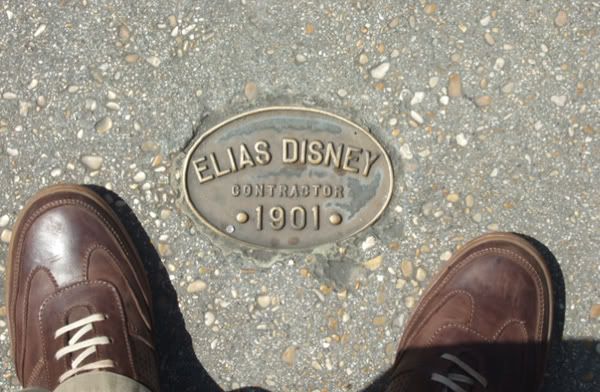 ELIAS DISNEY
CONTRACTOR
1901